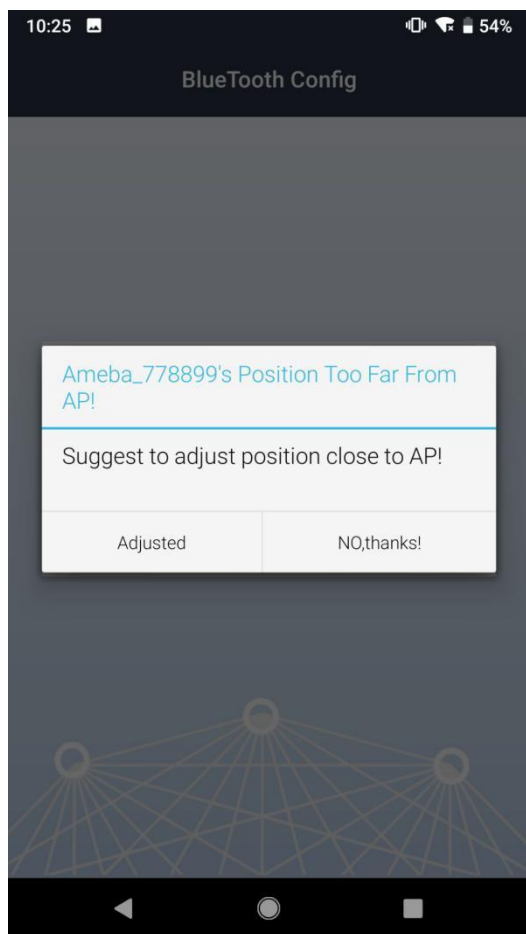 10:25
54%
BlueTooth Config
Ameba_778899's Position Too Far From
AP!
Suggest to adjust position close to AP!
Adjusted
NO,thanks!